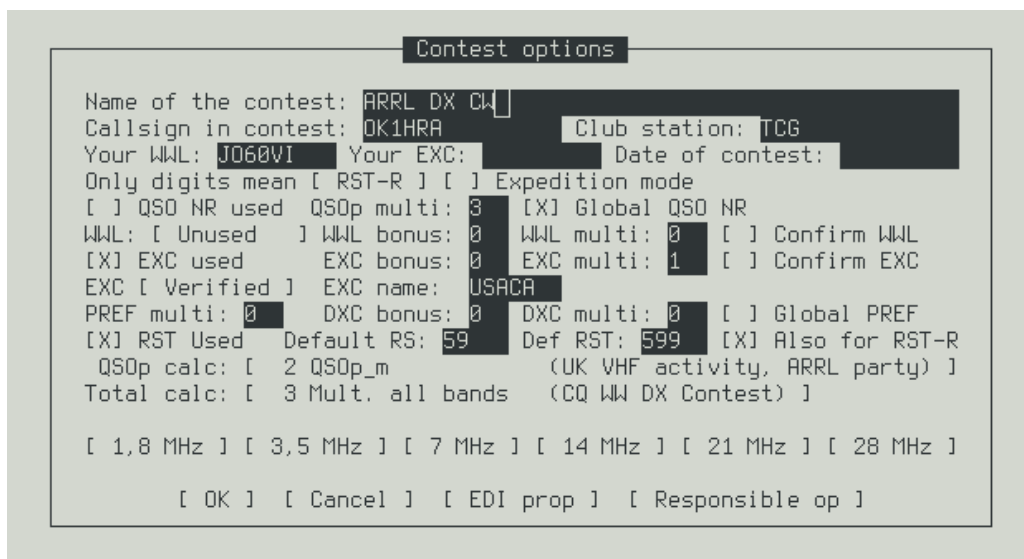 Contest options
Name of the contest: ARRL DX CW
Callsign in contest: OK1HRA Club station: TCG
Your WWL: JO60VI Your EXC: Date of contest:
Only digits mean [ RST-R ] [ ] Expedition mode
[ ] QSO NR used QSOp multi: 3 [X] Global QSO NR
WWL: [ Unused ] WWL bonus: 0 WWL multi: 0 [ ] Confirm WWL
[X] EXC used EXC bonus: 0 EXC multi: 1 [ ] Confirm EXC
EXC [ Verified ] EXC name: USACA
PREF multi: 0 DXC bonus: 0 DXC multi: 0 [ ] Global PREF
[X] RST Used Default RS: 59 Def RST: 599 [X] Also for RST-R
QSOp calc: [ 2 QSOp_m (UK VHF activity, ARRL party) ]
Total calc: [ 3 Mult. all bands (CQ WW DX Contest) ]
[ 1,8 MHz ] [ 3,5 MHz ] [ 7 MHz ] [ 14 MHz ] [ 21 MHz ] [ 28 MHz ]
[ OK ] [ Cancel ] [ EDI prop ] [ Responsible op ]